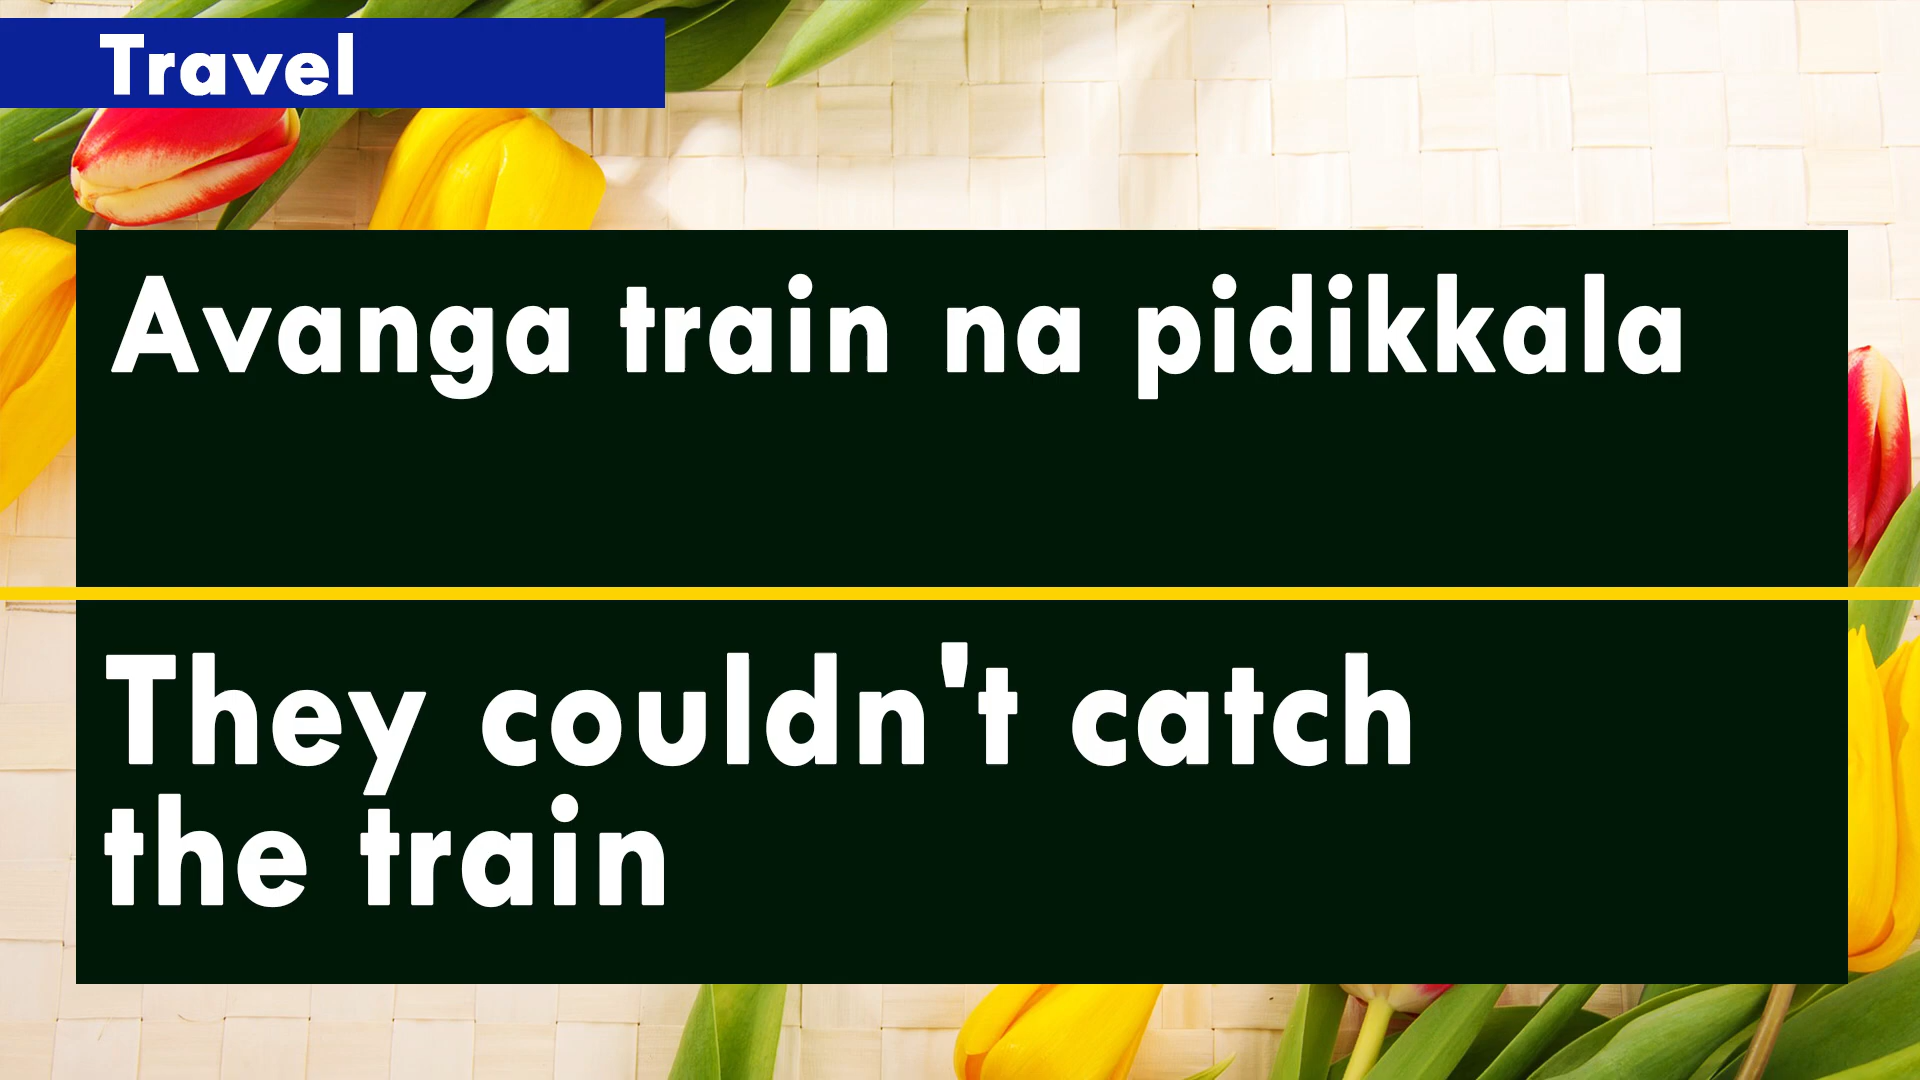 Travel
Avanga train na pidikkala
They couldn't catch
the train